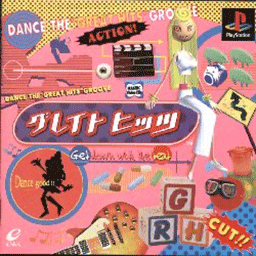 DANCE THE "GREAT HITS" GROOVE
ACTION!
PlayStation
DANCE THE "GREAT HITS" GROOVE
グレイト ヒッツ
Dance
G
R
H
CUT!!